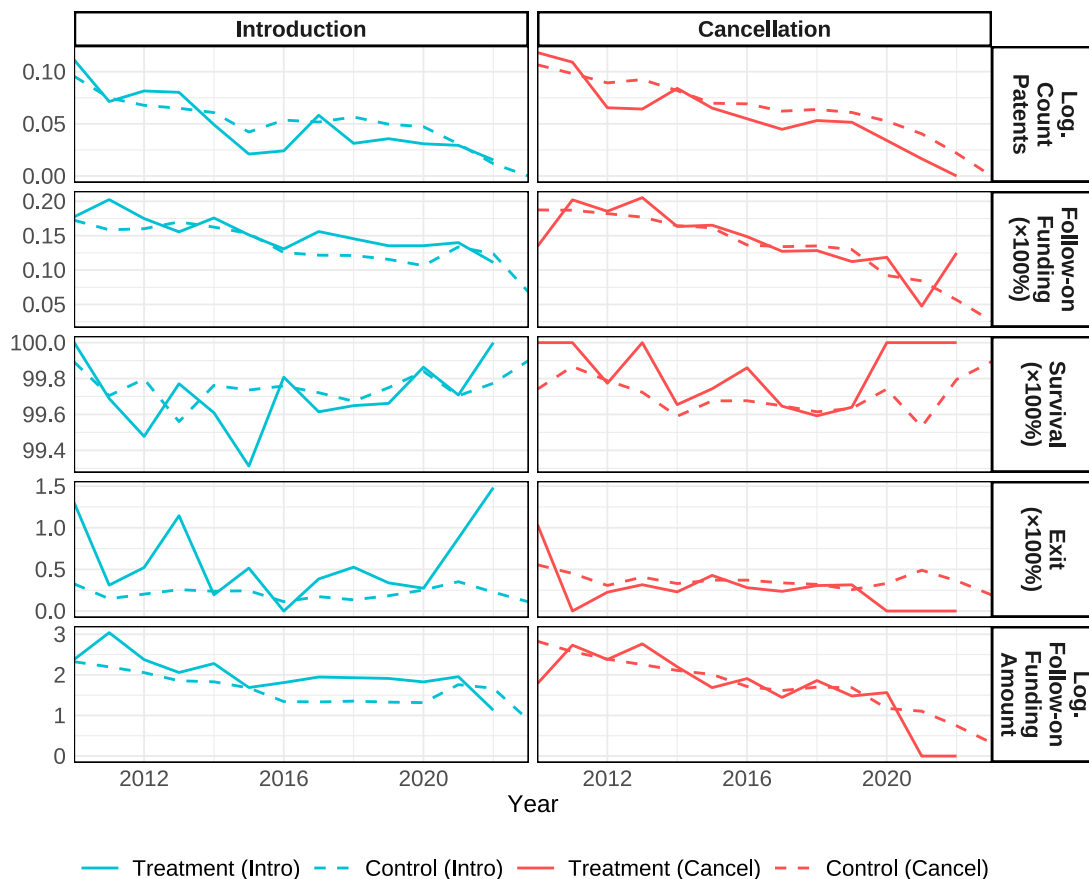 Introduction
Cancellation
0.10
0.05
0.00
Log.
Count
Patents
0.20
0.15
0.10
0.05
Follow-on
Funding
(×100%)
100.0
99.8
99.6
99.4
Survival
(×100%)
1.5
1.0
0.5
0.0
Exit
(×100%)
3
2
1
0
Log.
Follow-on
Funding
Amount
2012 2016 2020 2012 2016 2020
Year
Treatment (Intro) Control (Intro) Treatment (Cancel) Control (Cancel)